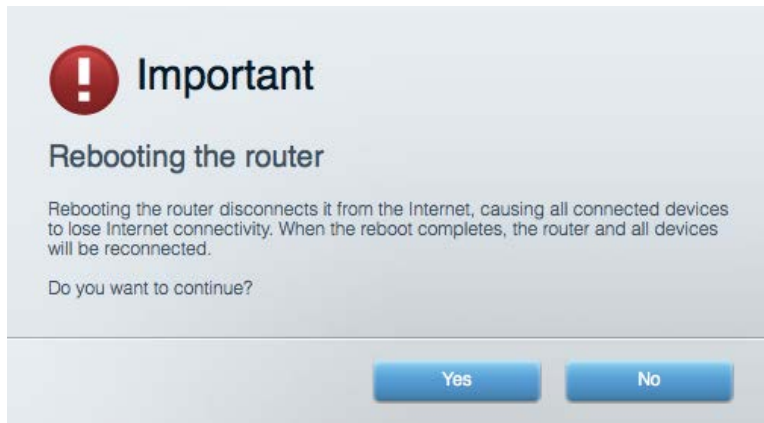 Important
Rebooting the router
Rebooting the router disconnects it from the Internet, causing all connected devices
to lose Internet connectivity. When the reboot completes, the router and all devices
will be reconnected.
Do you want to continue?
Yes No